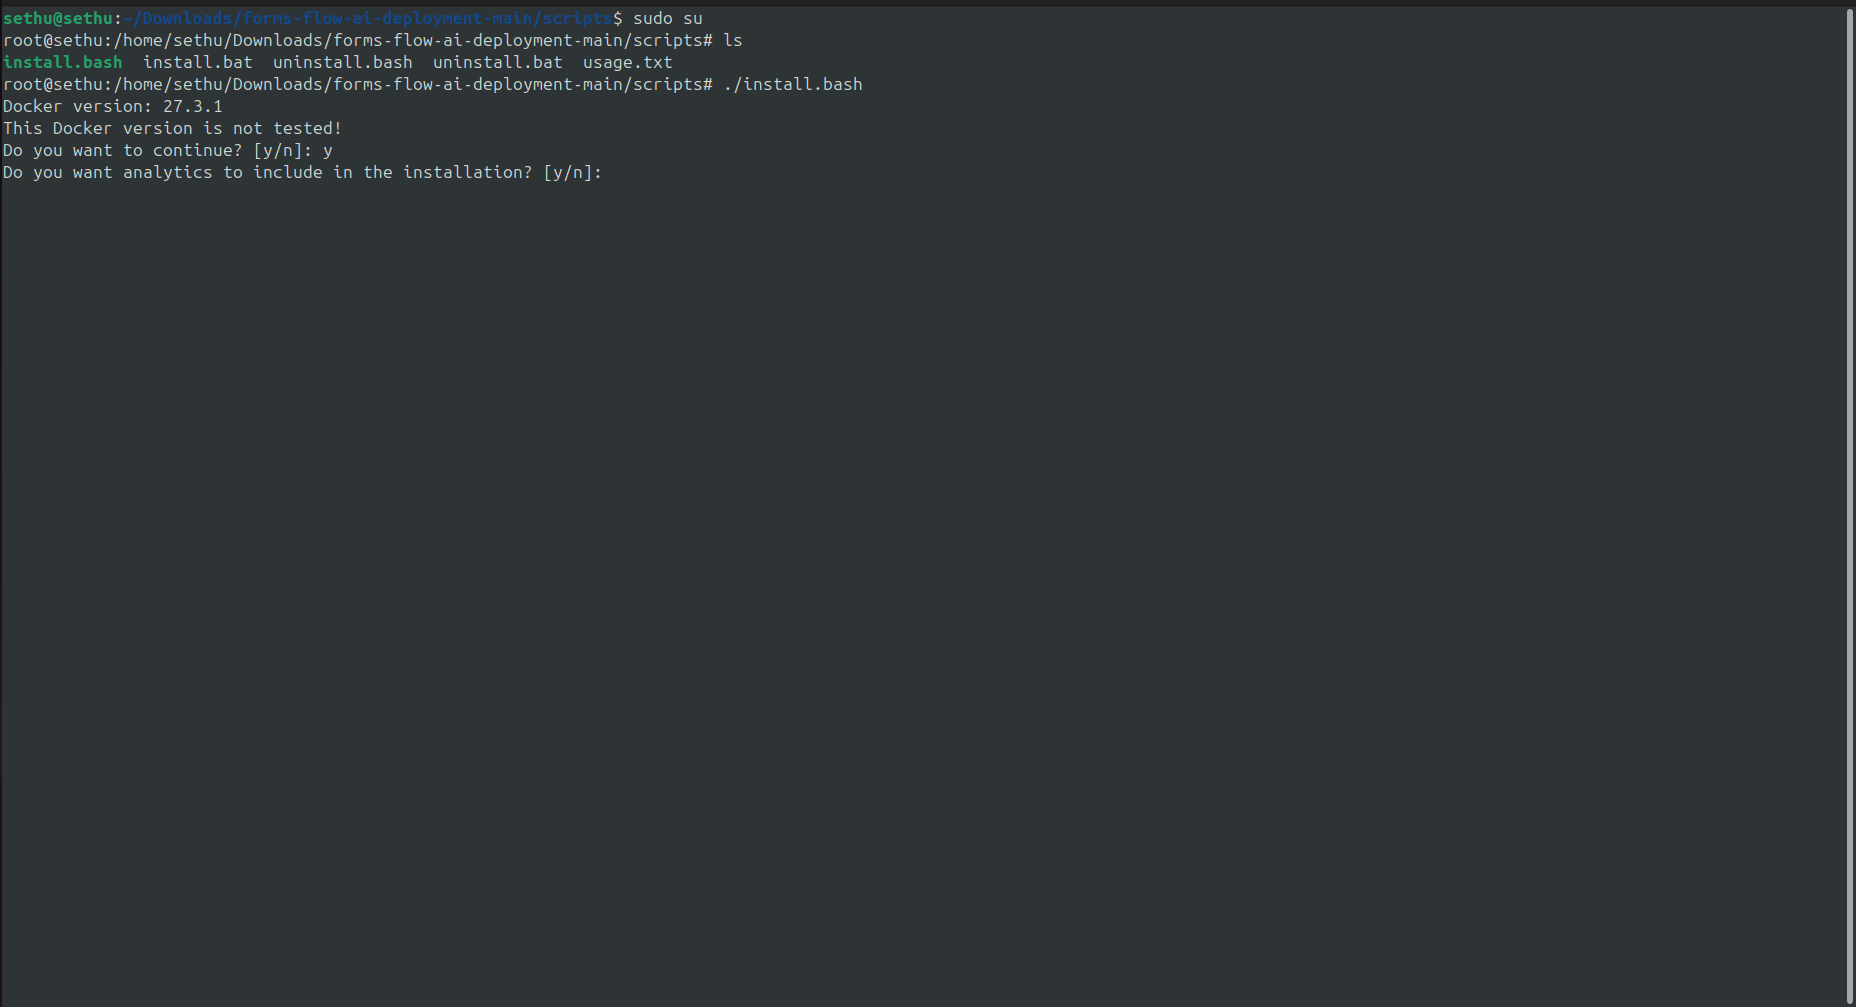 sethu@sethu:~/Downloads/forms-flow-ai-deployment-main/scripts$ sudo su
root@sethu:/home/sethu/Downloads/forms-flow-ai-deployment-main/scripts# ls
install.bash  install.bat  uninstall.bash  uninstall.bat  usage.txt
root@sethu:/home/sethu/Downloads/forms-flow-ai-deployment-main/scripts# ./install.bash
Docker version: 27.3.1
This Docker version is not tested!
Do you want to continue? [y/n]: y
Do you want analytics to include in the installation? [y/n]: